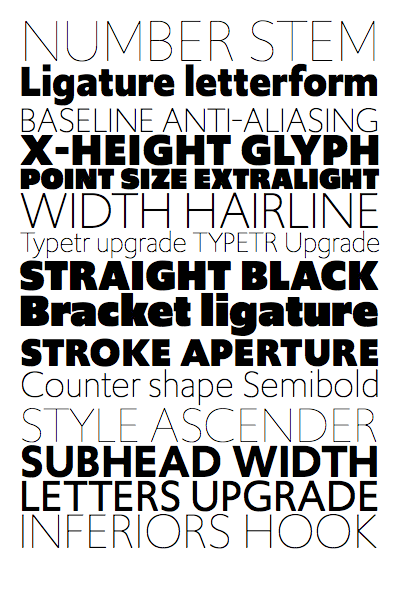 NUMBER STEM
Ligature letterform
BASELINE ANTI-ALIASING
X-HEIGHT GLYPH
POINT SIZE EXTRALIGHT
WIDTH HAIRLINE
Typetr upgrade TYPETR Upgrade
STRAIGHT BLACK
Bracket ligature
STROKE APERTURE
Counter shape Semibold
STYLE ASCENDER
SUBHEAD WIDTH
LETTERS UPGRADE
INFERIORS HOOK